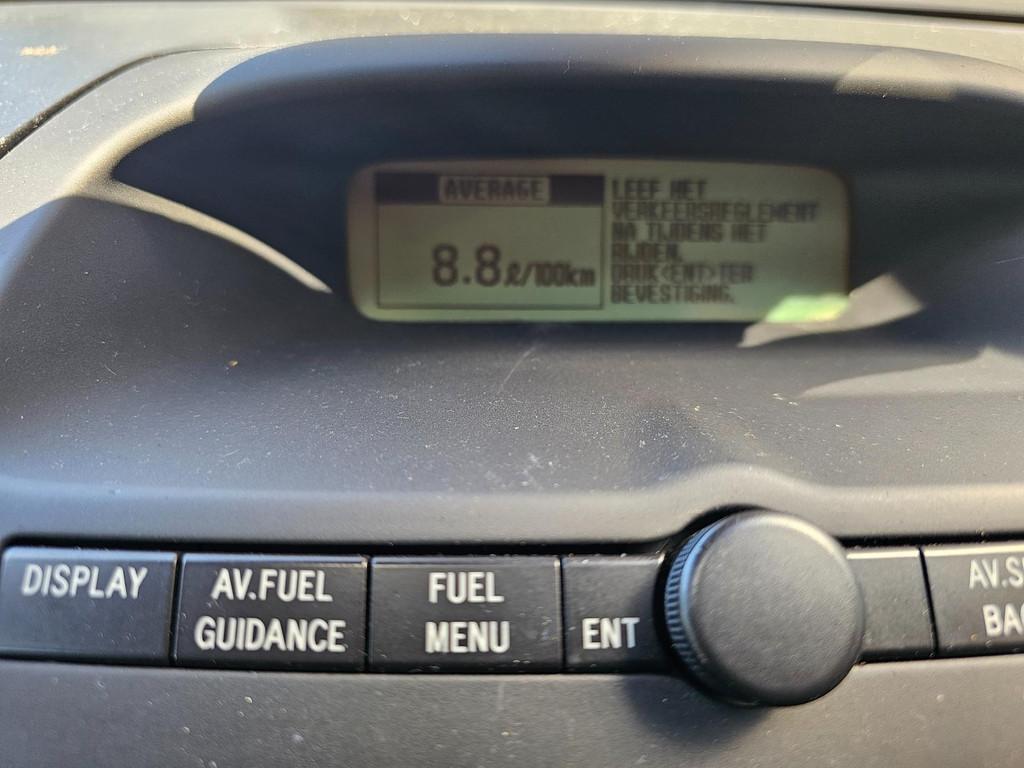 AVERAGE
8.8 ℓ/100km
LEEF HET
VERKEERSREGLEMENT
NA TIJDENS HET
RIJDEN.
DRUK<ENT>TER
BEVESTIGING.
DISPLAY
AV.FUEL
GUIDANCE
FUEL
MENU
ENT